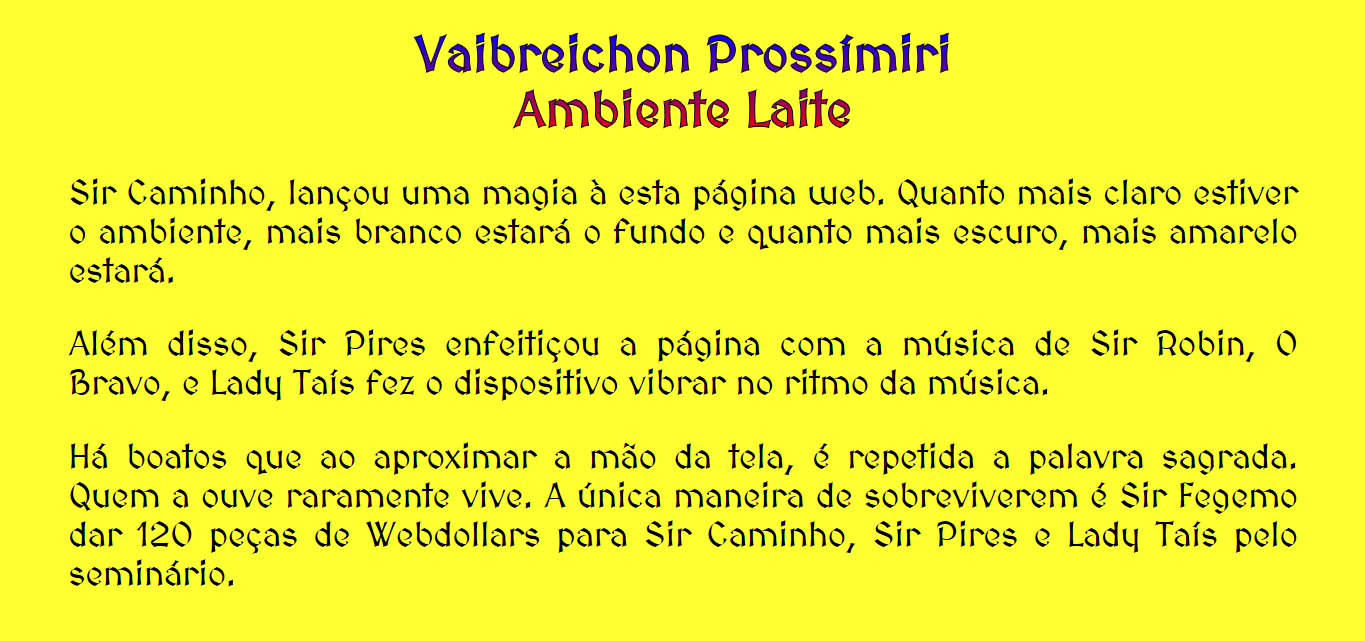 Vaibreichon Prossímiri
Ambiente Laite
Sir Caminho, lançou uma magia à esta página web. Quanto mais claro estiver
o ambiente, mais branco estará o fundo e quanto mais escuro, mais amarelo
estará.
Além disso, Sir Pires enfeitiçou a página com a música de Sir Robin, O
Bravo, e Lady Taís fez o dispositivo vibrar no ritmo da música.
Há boatos que ao aproximar a mão da tela, é repetida a palavra sagrada.
Quem a ouve raramente vive. A única maneira de sobreviverem é Sir Fegemo
dar 120 peças de Webdollars para Sir Caminho, Sir Pires e Lady Taís pelo
seminário.